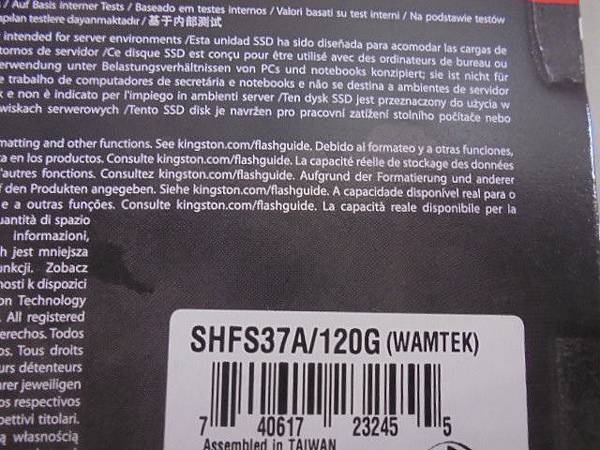 / Auf Basis interner Tests / Baseado em testes internos / Valori basati su test interni / Na podstawie testów
apılan testlere dayanmaktadır / 基于内部测试
intended for server environments /Esta unidad SSD ha sido diseñada para acomodar las cargas de
tornos de servidor /Ce disque SSD est conçu pour être utilisé avec des ordinateurs de bureau ou
erwendung unter Belastungsverhältnissen von PCs und notebooks konzipiert; sie ist nicht für
e trabalho de computadores de secretária e notebooks e não se destina a ambientes de servidor
k e non è indicato per l'impiego in ambienti server /Ten dysk SSD jest przeznaczony do użycia w
wiskach serwerowych /Tento SSD disk je navržen pro pracovní zatížení stolního počítače nebo
matting and other functions. See kingston.com/flashguide. Debido al formateo y a otras funciones,
ta en los productos. Consulte kingston.com/flashguide. La capacité réelle de stockage des données
'autres fonctions. Consultez kingston.com/flashguide. Aufgrund der Formatierung und anderer
f den Produkten angegeben. Siehe kingston.com/flashguide. A capacidade disponível real para o
e a outras funções. Consulte kingston.com/flashguide. La capacità reale disponibile per la
uantità di spazio
informazioni,
h jest mniejsza
unkcji. Zobacz
nosti k dispozici
on Technology
. All registered
erechos. Todos
os. Tous droits
urs détenteurs
rer jeweiligen
os respectivos
pettivi titolari.
ą własnością
SHFS37A/120G (WAMTEK)
7 40617 23245 5
Assembled in TAIWAN